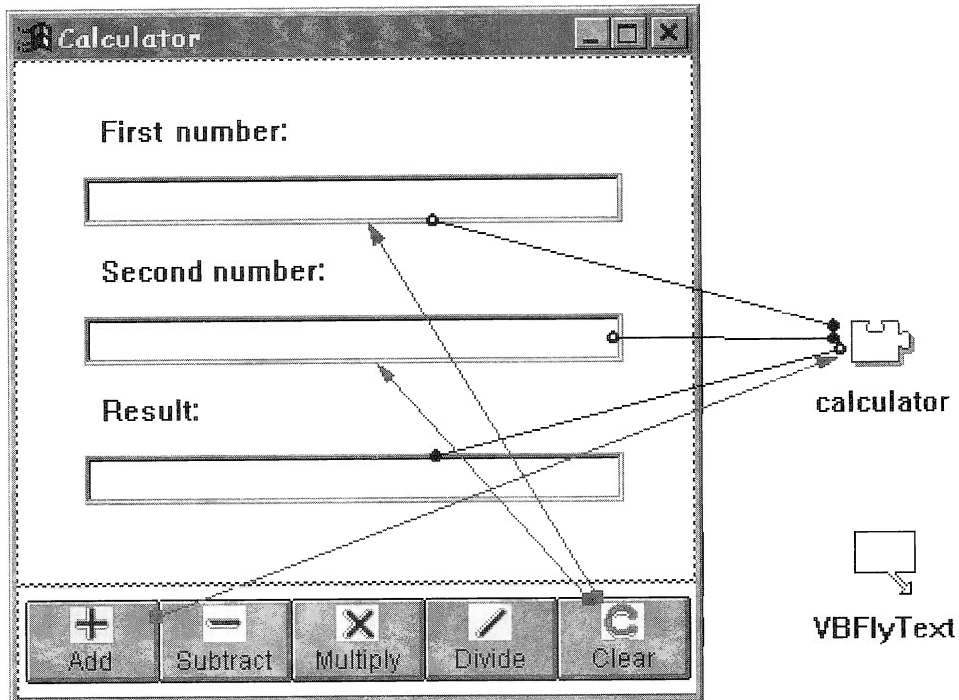 Calculator
First number:
Second number:
calculator
Result:
VBFlyText
Add Subtract Multiply Divide Clear